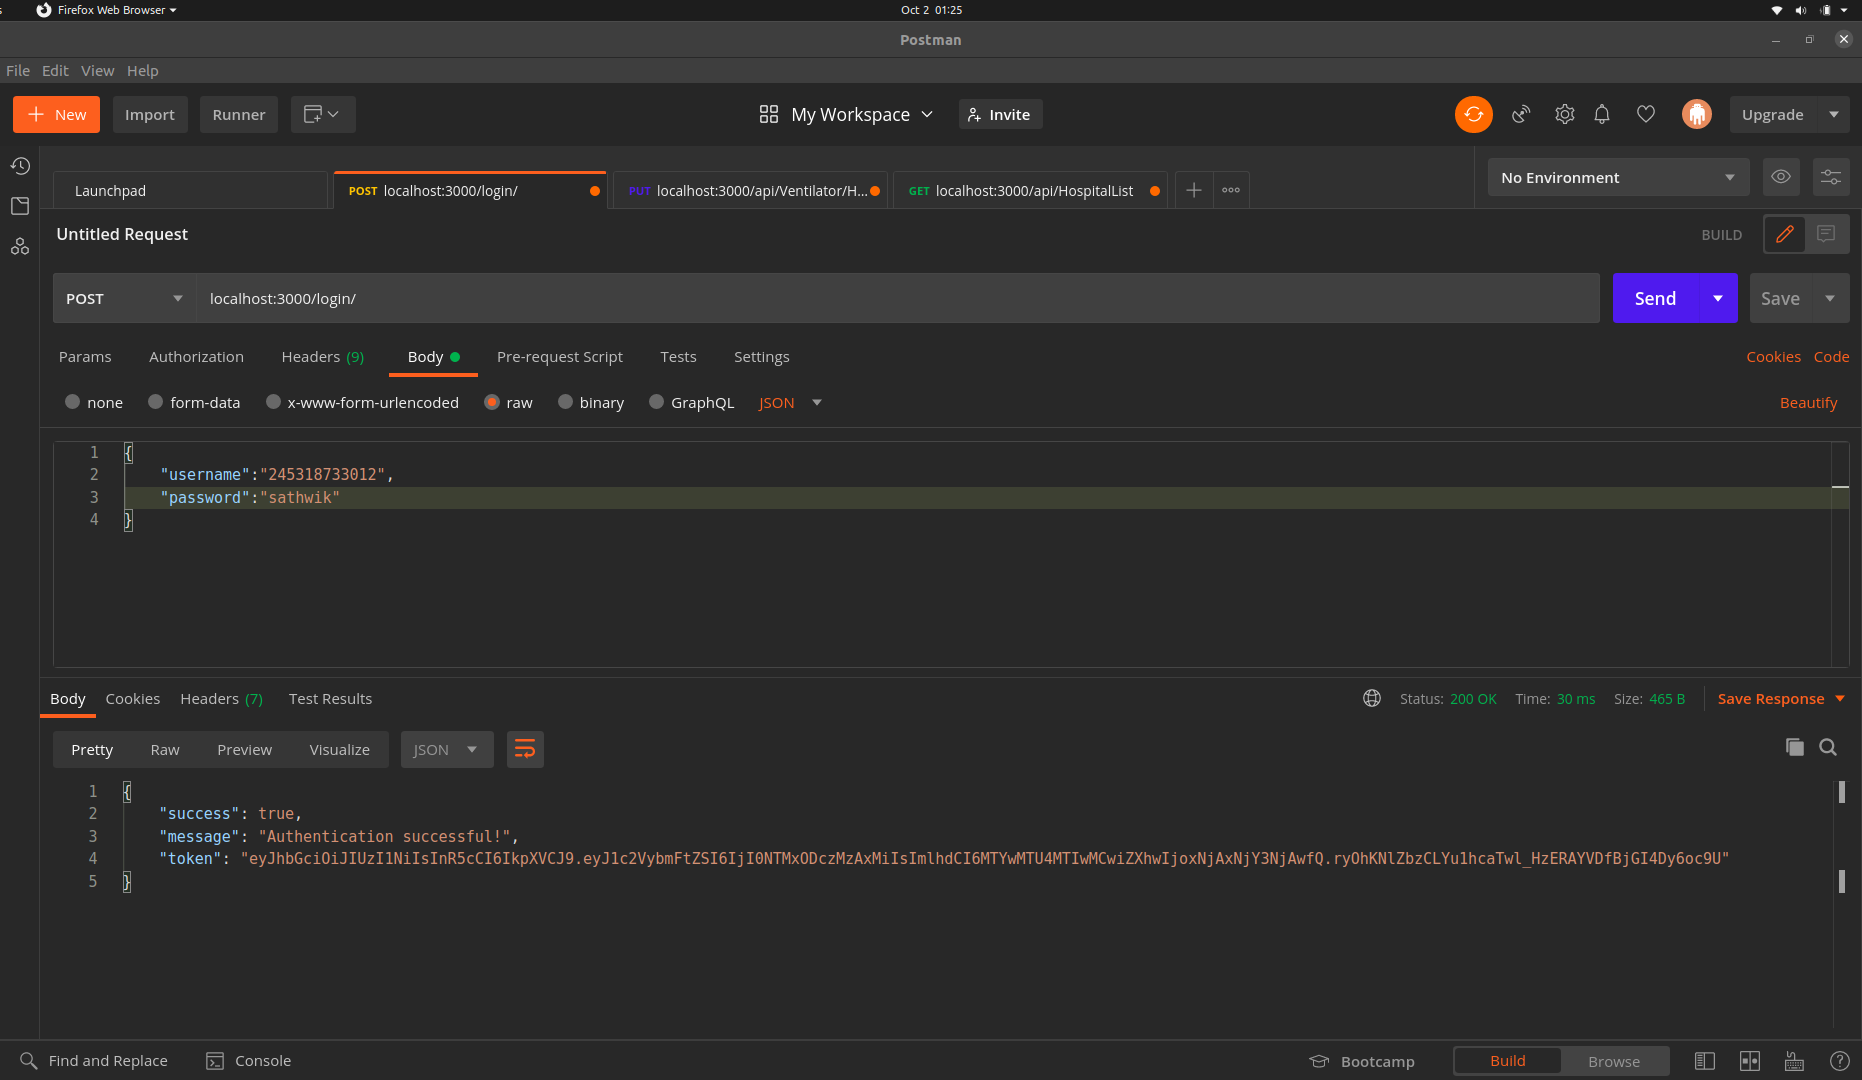 Firefox Web Browser
Oct 2 01:25
Postman
File Edit View Help
New Import Runner
My Workspace
Invite
Upgrade
Launchpad
POST localhost:3000/login/
PUT localhost:3000/api/Ventilator/H...
GET localhost:3000/api/HospitalList
No Environment
Untitled Request
BUILD
POST
localhost:3000/login/
Send
Save
Params Authorization Headers (9) Body Pre-request Script Tests Settings
Cookies Code
none form-data x-www-form-urlencoded raw binary GraphQL JSON
Beautify
1 {
2 "username":"245318733012",
3 "password":"sathwik"
4 }
Body Cookies Headers (7) Test Results
Status: 200 OK Time: 30 ms Size: 465 B Save Response
Pretty Raw Preview Visualize JSON
1 {
2 "success": true,
3 "message": "Authentication successful!",
4 "token": "eyJhbGciOiJIUzI1NiIsInR5cCI6IkpXVCJ9.eyJ1c2VybmFtZSI6IjI0NTMxODczMzAxMiIsImlhdCI6MTYwMTU4MTIwMCwiZXhwIjoxNjAxNjY3NjAwfQ.ryOhKNlZbzCLYu1hcaTwl_HzERAYVDfBjGI4Dy6oc9U"
5 }
Find and Replace Console
Bootcamp Build Browse